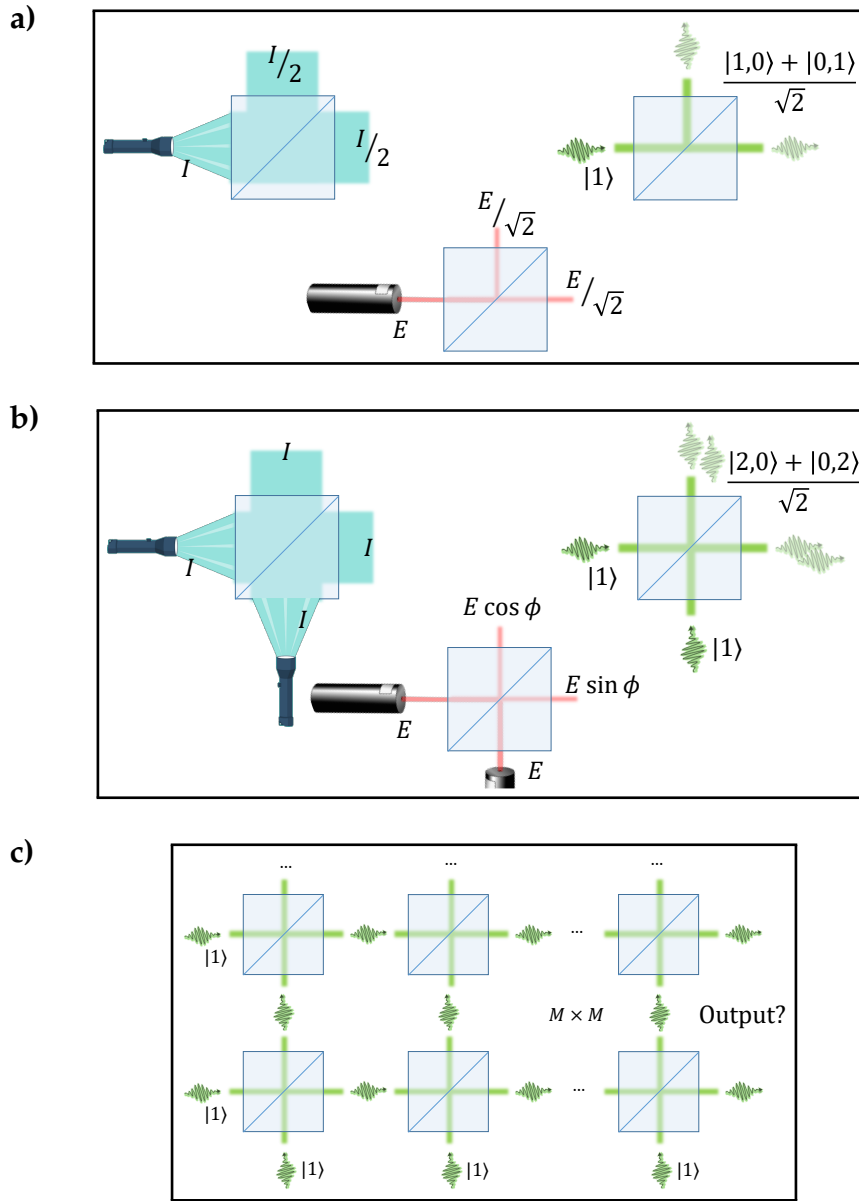 a)
I/2
I/2
I
|1,0⟩ + |0,1⟩
√2
|1⟩
E/√2
E/√2
E
b)
I
I
I
I
|2,0⟩ + |0,2⟩
√2
|1⟩
|1⟩
E cos ϕ
E sin ϕ
E
E
c)
... ... ...
...
|1⟩
M × M Output?
...
|1⟩
|1⟩ |1⟩ |1⟩